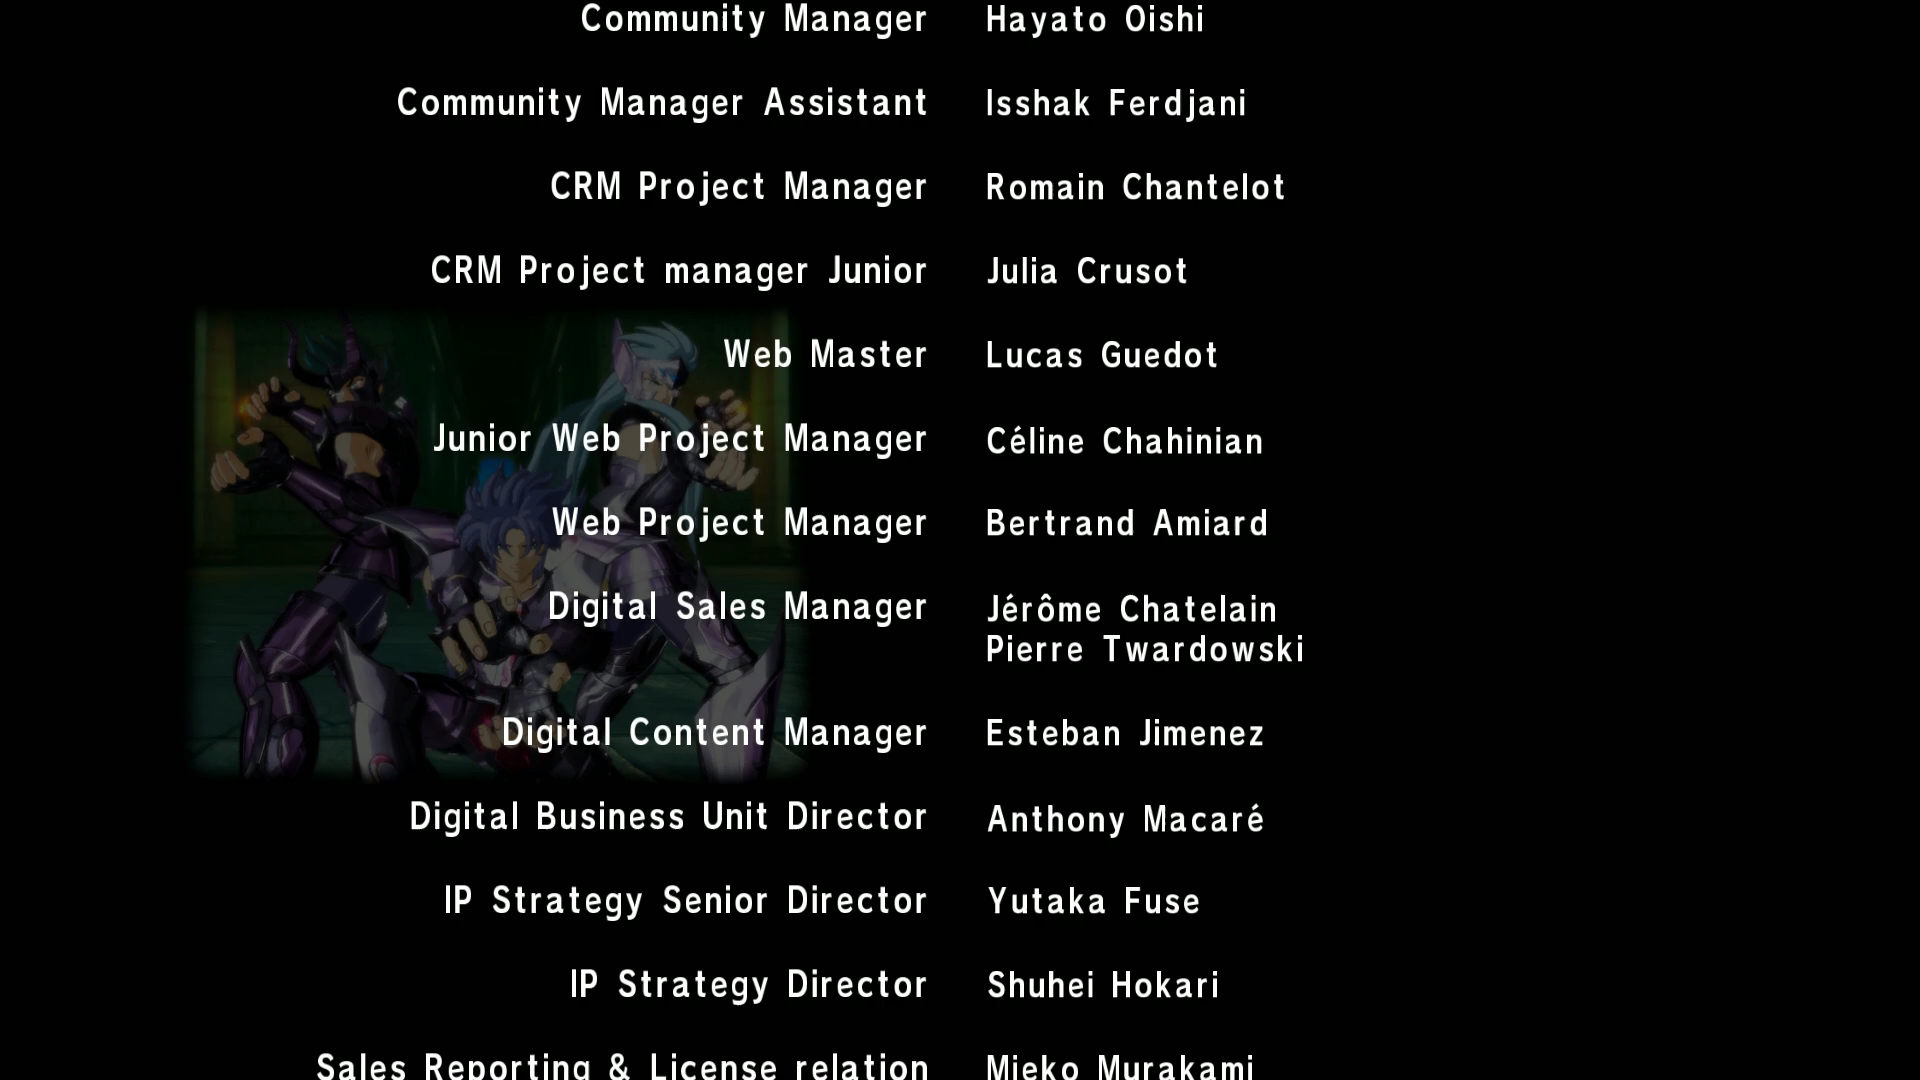 Community Manager Hayato Oishi
Community Manager Assistant Isshak Ferdjani
CRM Project Manager Romain Chantelot
CRM Project manager Junior Julia Crusot
Web Master Lucas Guedot
Junior Web Project Manager Céline Chahinian
Web Project Manager Bertrand Amiard
Digital Sales Manager Jérôme Chatelain
Pierre Twardowski
Digital Content Manager Esteban Jimenez
Digital Business Unit Director Anthony Macaré
IP Strategy Senior Director Yutaka Fuse
IP Strategy Director Shuhei Hokari
Sales Reporting & License relation Mieko Murakami